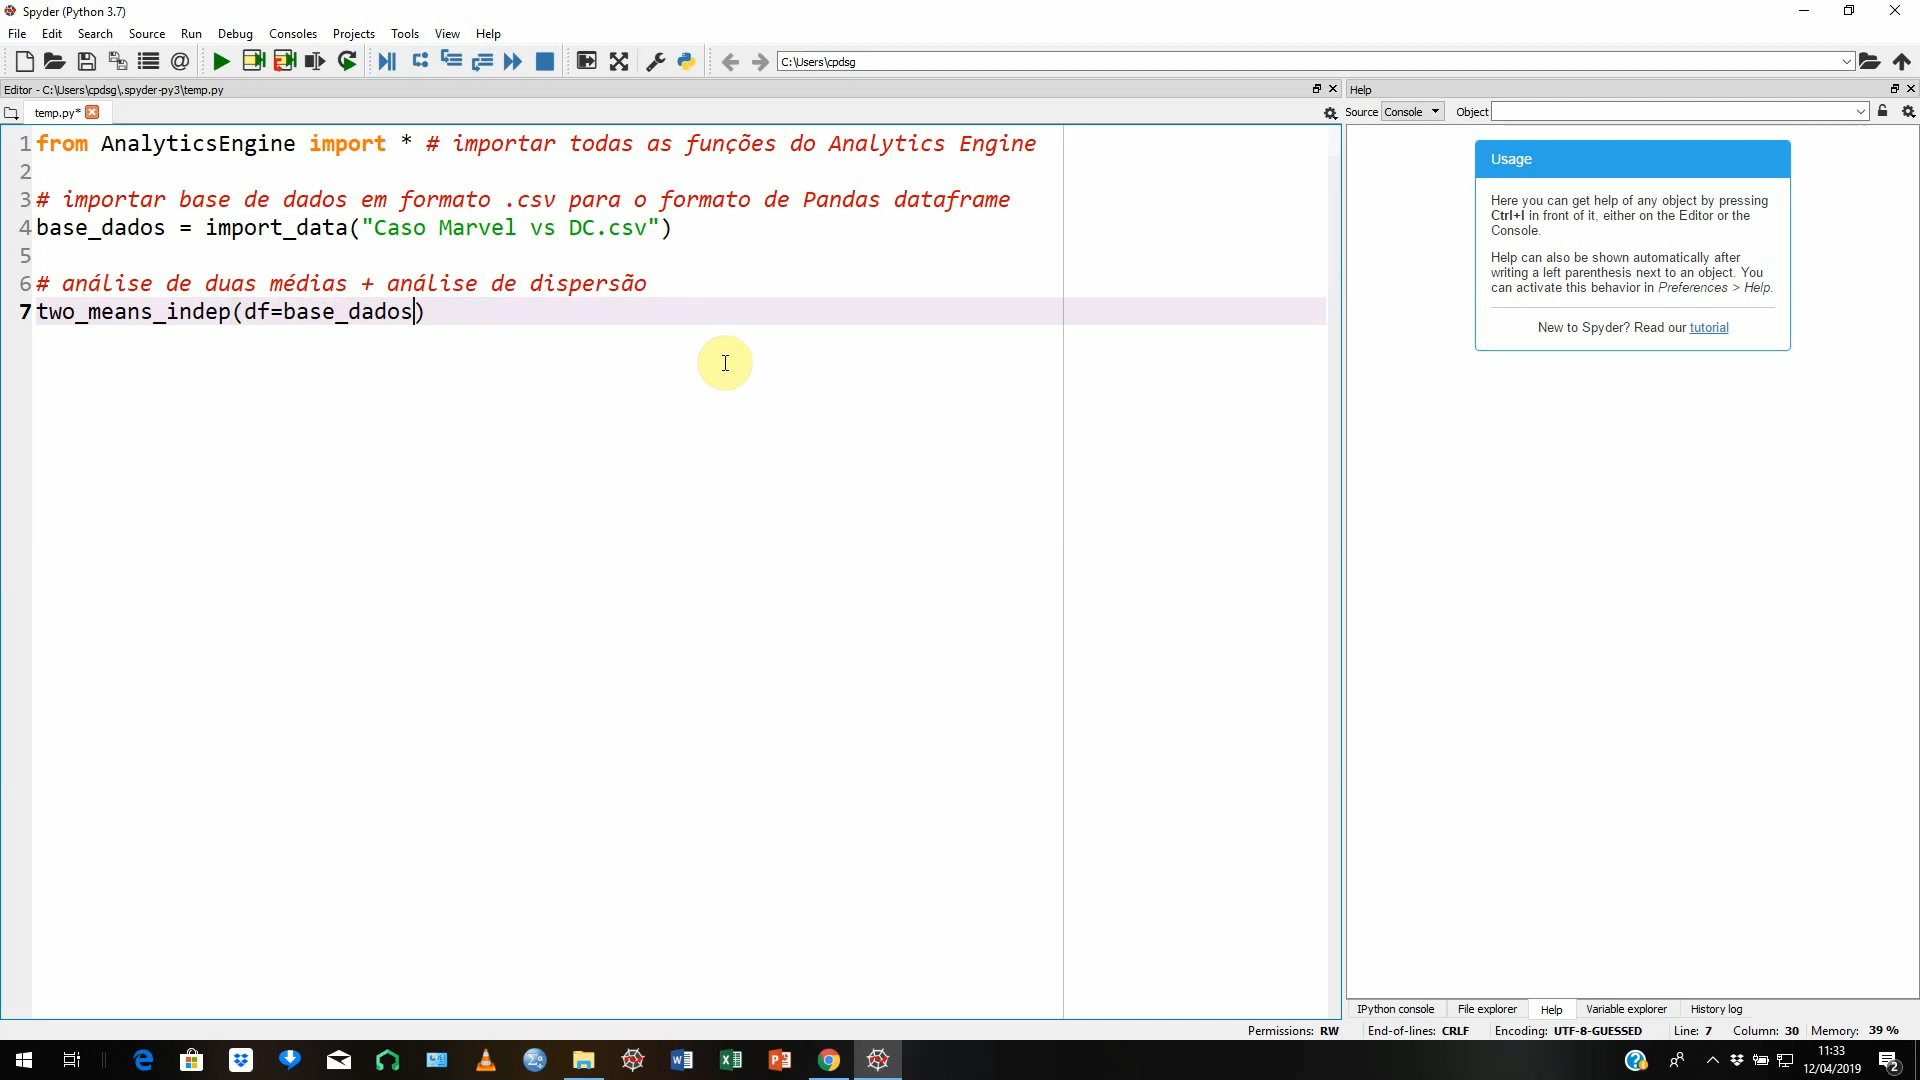 Spyder (Python 3.7)
File Edit Search Source Run Debug Consoles Projects Tools View Help
C:\Users\cpdsg
Editor - C:\Users\cpdsg\.spyder-py3\temp.py
Help
temp.py*
Source Console Object
1 from AnalyticsEngine import * # importar todas as funções do Analytics Engine
2
3 # importar base de dados em formato .csv para o formato de Pandas dataframe
4 base_dados = import_data("Caso Marvel vs DC.csv")
5
6 # análise de duas médias + análise de dispersão
7 two_means_indep(df=base_dados)
Usage
Here you can get help of any object by pressing
Ctrl+I in front of it, either on the Editor or the
Console.
Help can also be shown automatically after
writing a left parenthesis next to an object. You
can activate this behavior in Preferences > Help.
New to Spyder? Read our tutorial
IPython console File explorer Help Variable explorer History log
Permissions: RW End-of-lines: CRLF Encoding: UTF-8-GUESSED Line: 7 Column: 30 Memory: 39 %
11:33
12/04/2019
2